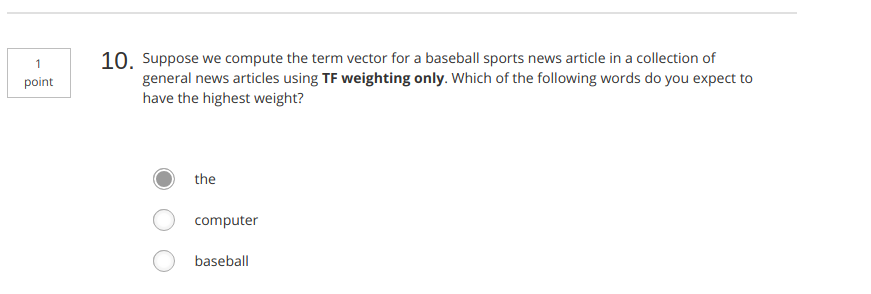 1
point
10. Suppose we compute the term vector for a baseball sports news article in a collection of
general news articles using TF weighting only. Which of the following words do you expect to
have the highest weight?
the
computer
baseball